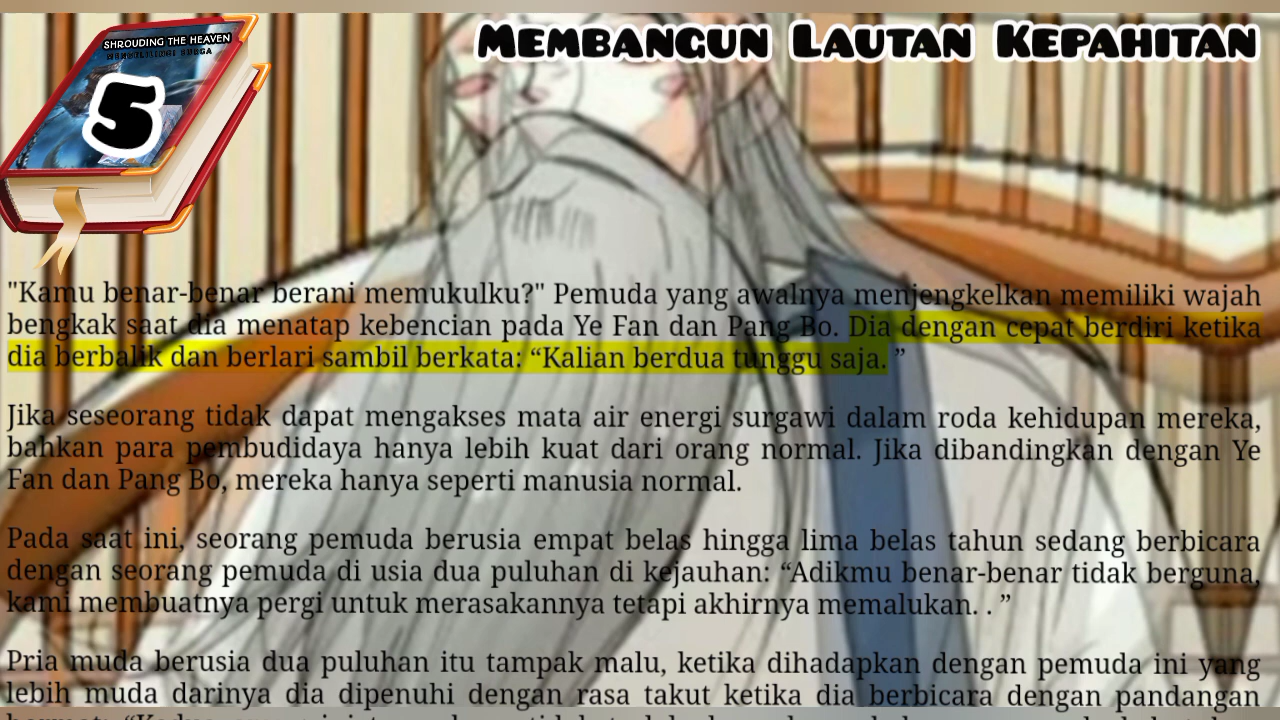 SHROUDING THE HEAVEN
5
Membangun Lautan Kepahitan
"Kamu benar-benar berani memukulku?" Pemuda yang awalnya menjengkelkan memiliki wajah
bengkak saat dia menatap kebencian pada Ye Fan dan Pang Bo. Dia dengan cepat berdiri ketika
dia berbalik dan berlari sambil berkata: “Kalian berdua tunggu saja. ”
Jika seseorang tidak dapat mengakses mata air energi surgawi dalam roda kehidupan mereka,
bahkan para pembudidaya hanya lebih kuat dari orang normal. Jika dibandingkan dengan Ye
Fan dan Pang Bo, mereka hanya seperti manusia normal.
Pada saat ini, seorang pemuda berusia empat belas hingga lima belas tahun sedang berbicara
dengan seorang pemuda di usia dua puluhan di kejauhan: “Adikmu benar-benar tidak berguna,
kami membuatnya pergi untuk merasakannya tetapi akhirnya memalukan. . ”
Pria muda berusia dua puluhan itu tampak malu, ketika dihadapkan dengan pemuda ini yang
lebih muda darinya dia dipenuhi dengan rasa takut ketika dia berbicara dengan pandangan